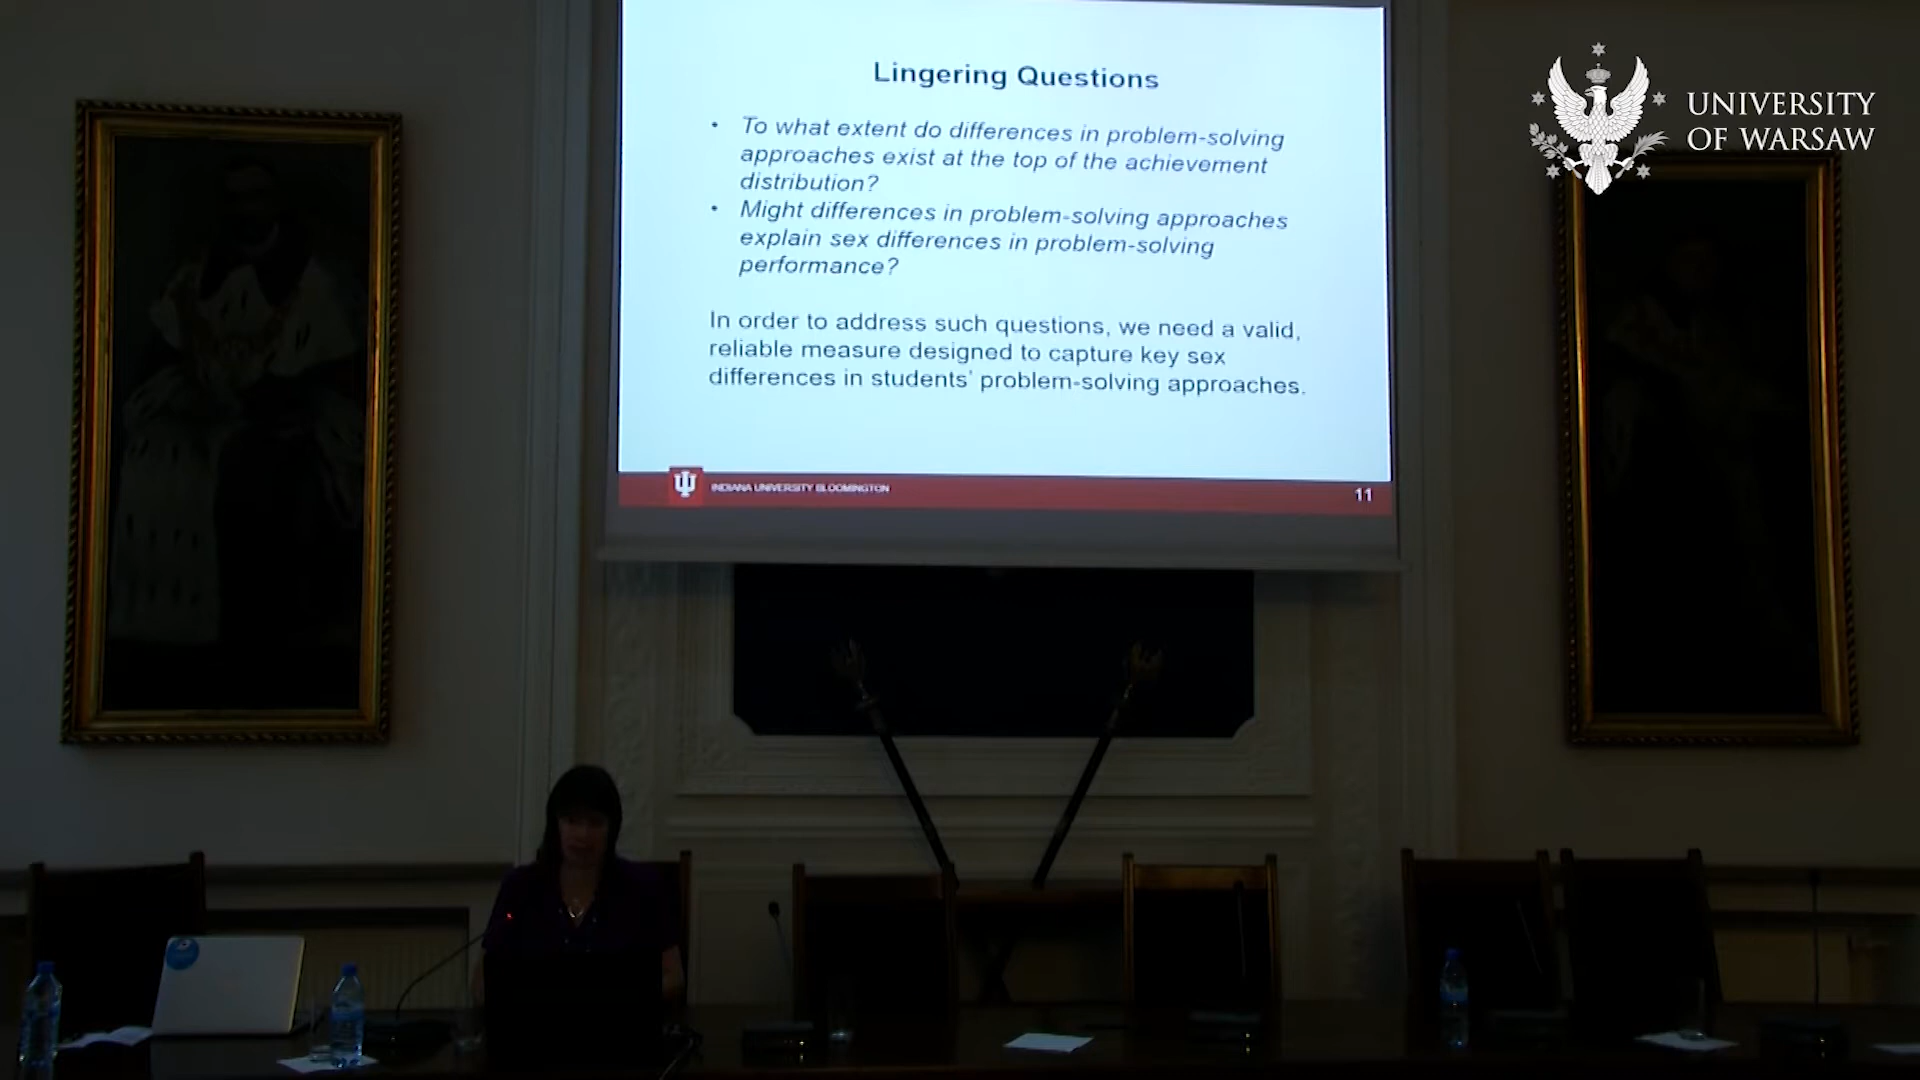 Lingering Questions
• To what extent do differences in problem-solving
approaches exist at the top of the achievement
distribution?
• Might differences in problem-solving approaches
explain sex differences in problem-solving
performance?
In order to address such questions, we need a valid,
reliable measure designed to capture key sex
differences in students' problem-solving approaches.
INDIANA UNIVERSITY BLOOMINGTON
11
UNIVERSITY
OF WARSAW